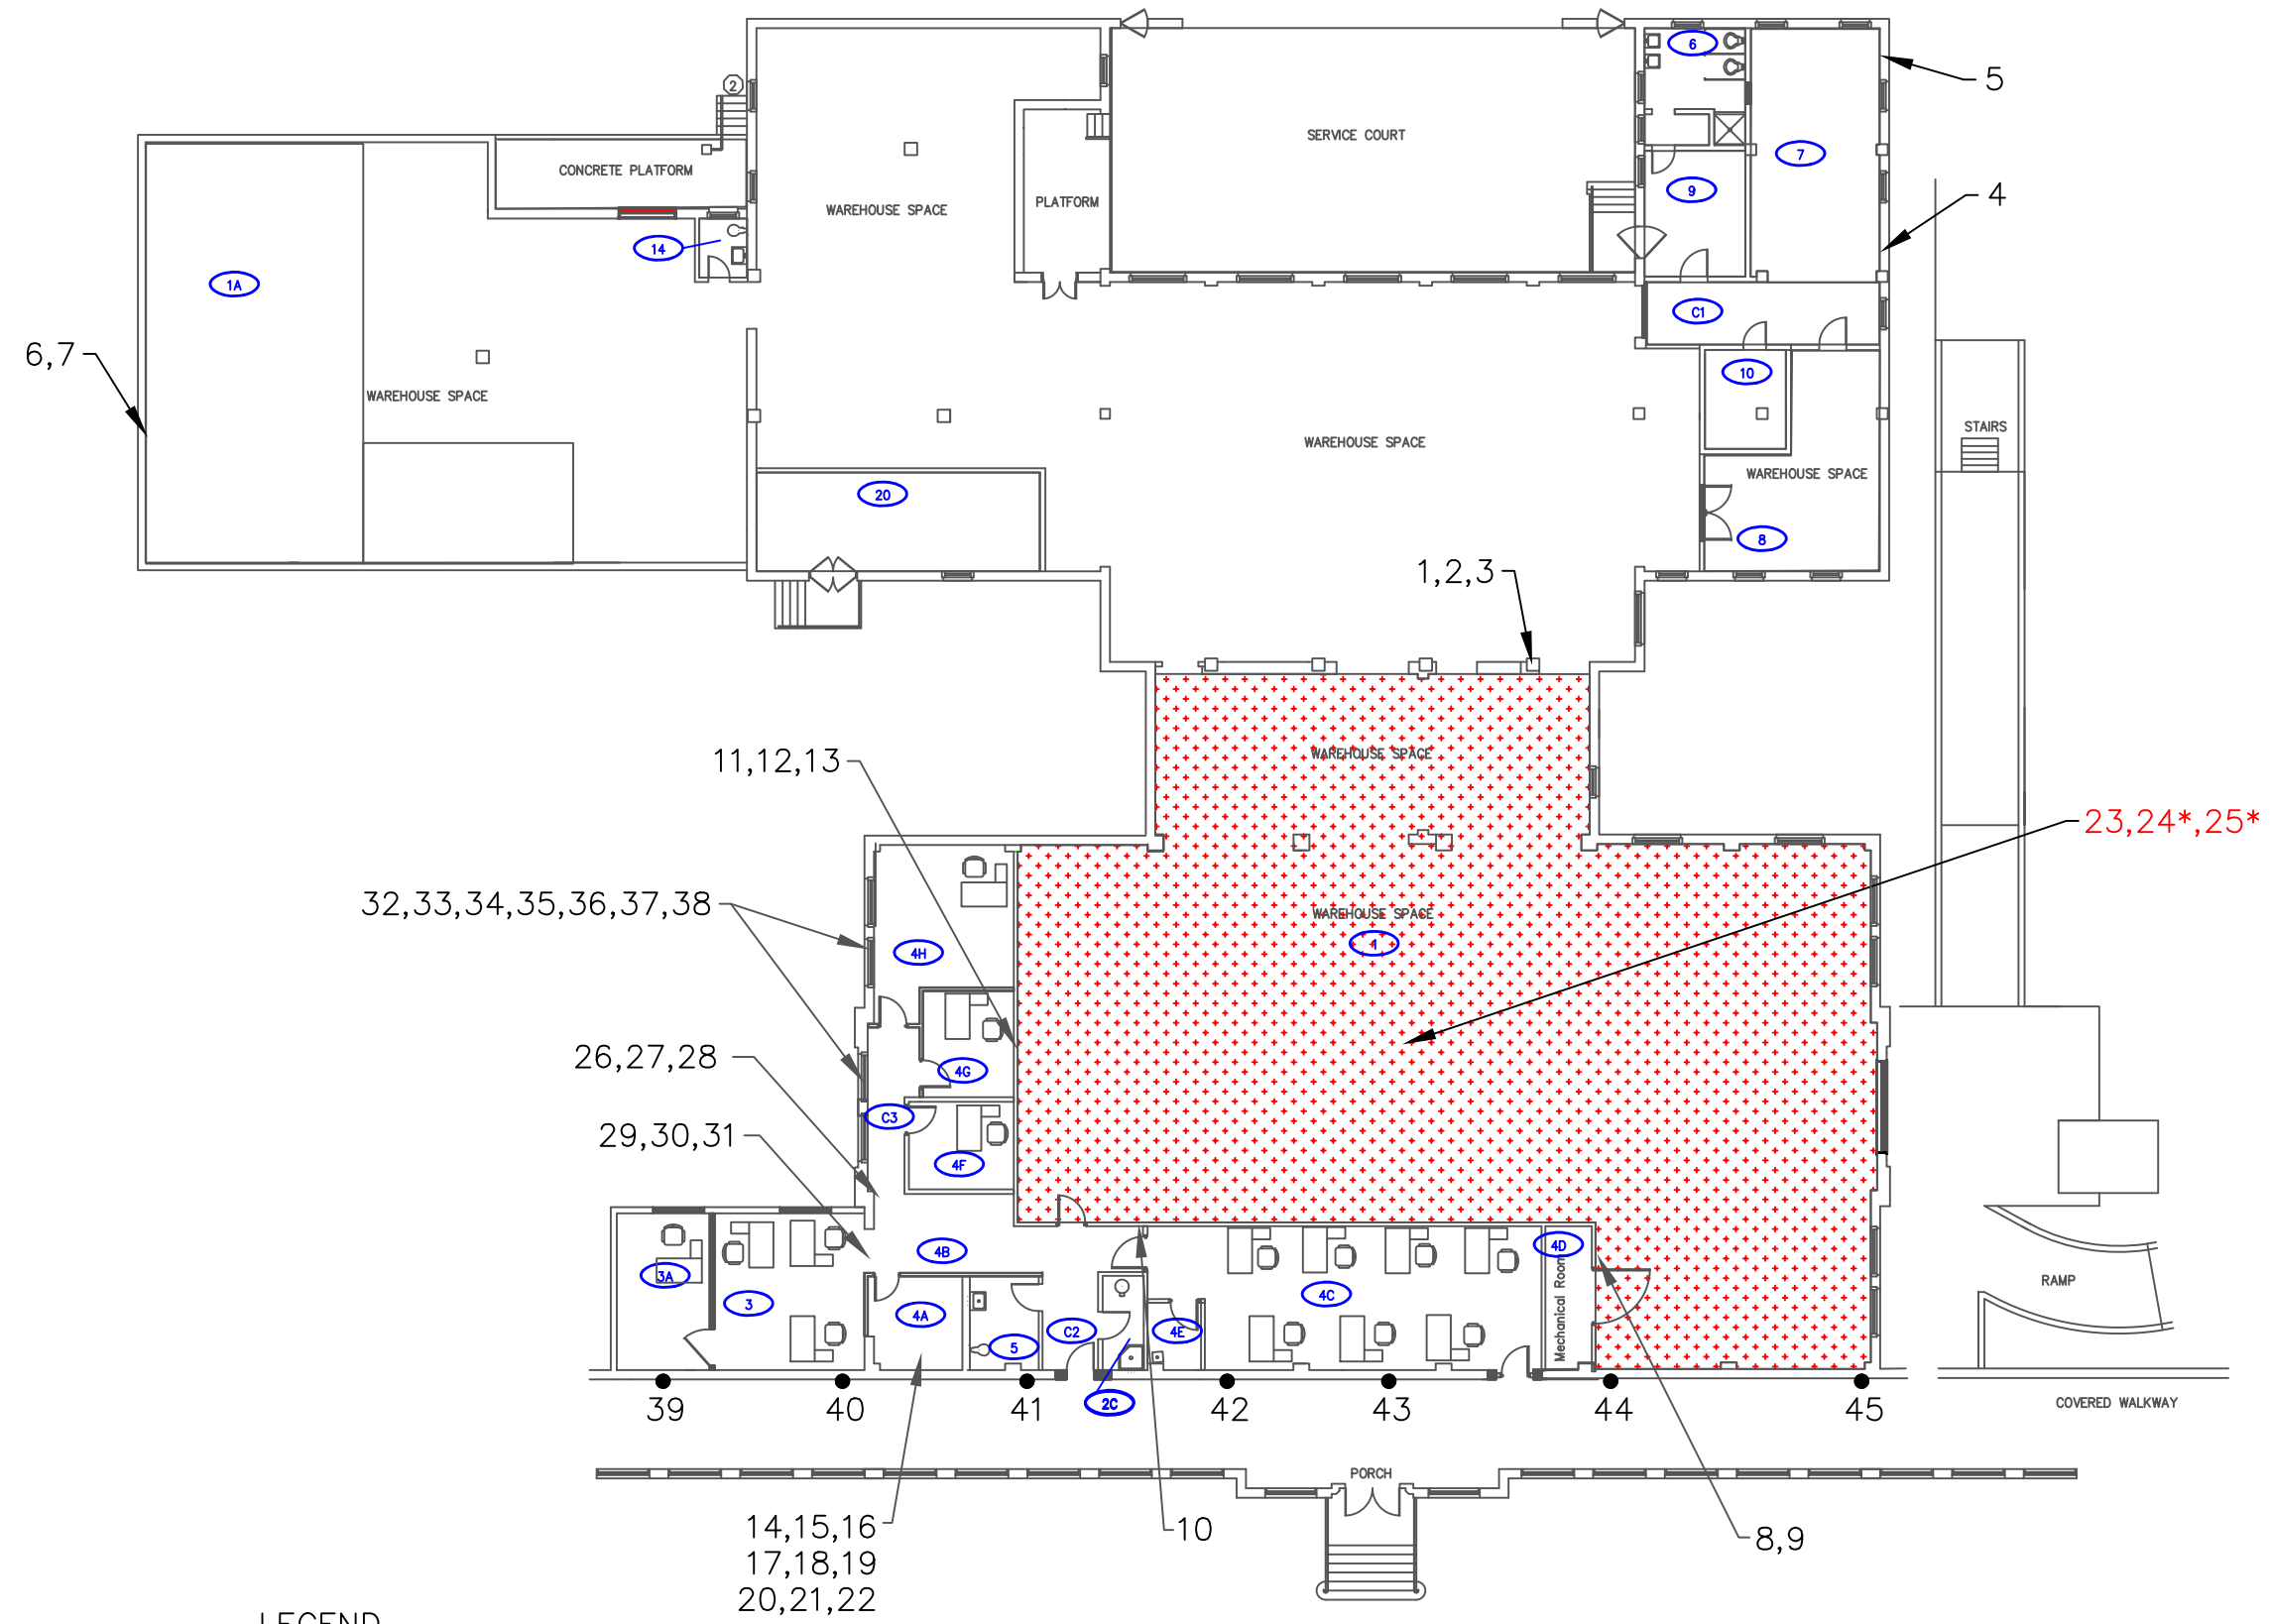 6
5
2
SERVICE COURT
7
CONCRETE PLATFORM
9
4
PLATFORM
WAREHOUSE SPACE
14
1A
C1
6,7
10
WAREHOUSE SPACE
STAIRS
WAREHOUSE SPACE
WAREHOUSE SPACE
20
8
1,2,3
WAREHOUSE SPACE
11,12,13
23,24*,25*
32,33,34,35,36,37,38
WAREHOUSE SPACE
1
4H
26,27,28
4G
C3
29,30,31
4F
4B
4D
3A
RAMP
Mechanical Room
3
4C
4A
C2
4E
5
39
40
41
2C
42
43
44
45
COVERED WALKWAY
PORCH
14,15,16
10
8,9
17,18,19
20,21,22
LEGEND